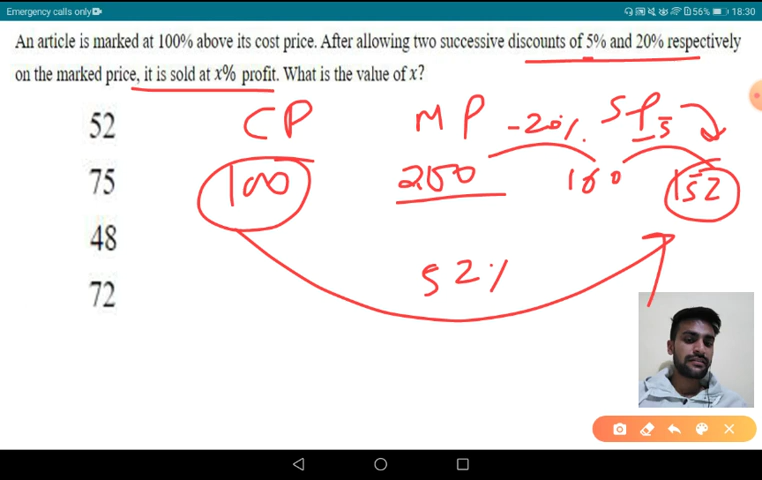 Emergency calls only
56% 18:30
An article is marked at 100% above its cost price. After allowing two successive discounts of 5% and 20% respectively
on the marked price, it is sold at x% profit. What is the value of x?
52
75
48
72
CP MP -20% SP -5
100 200 160 152
52%